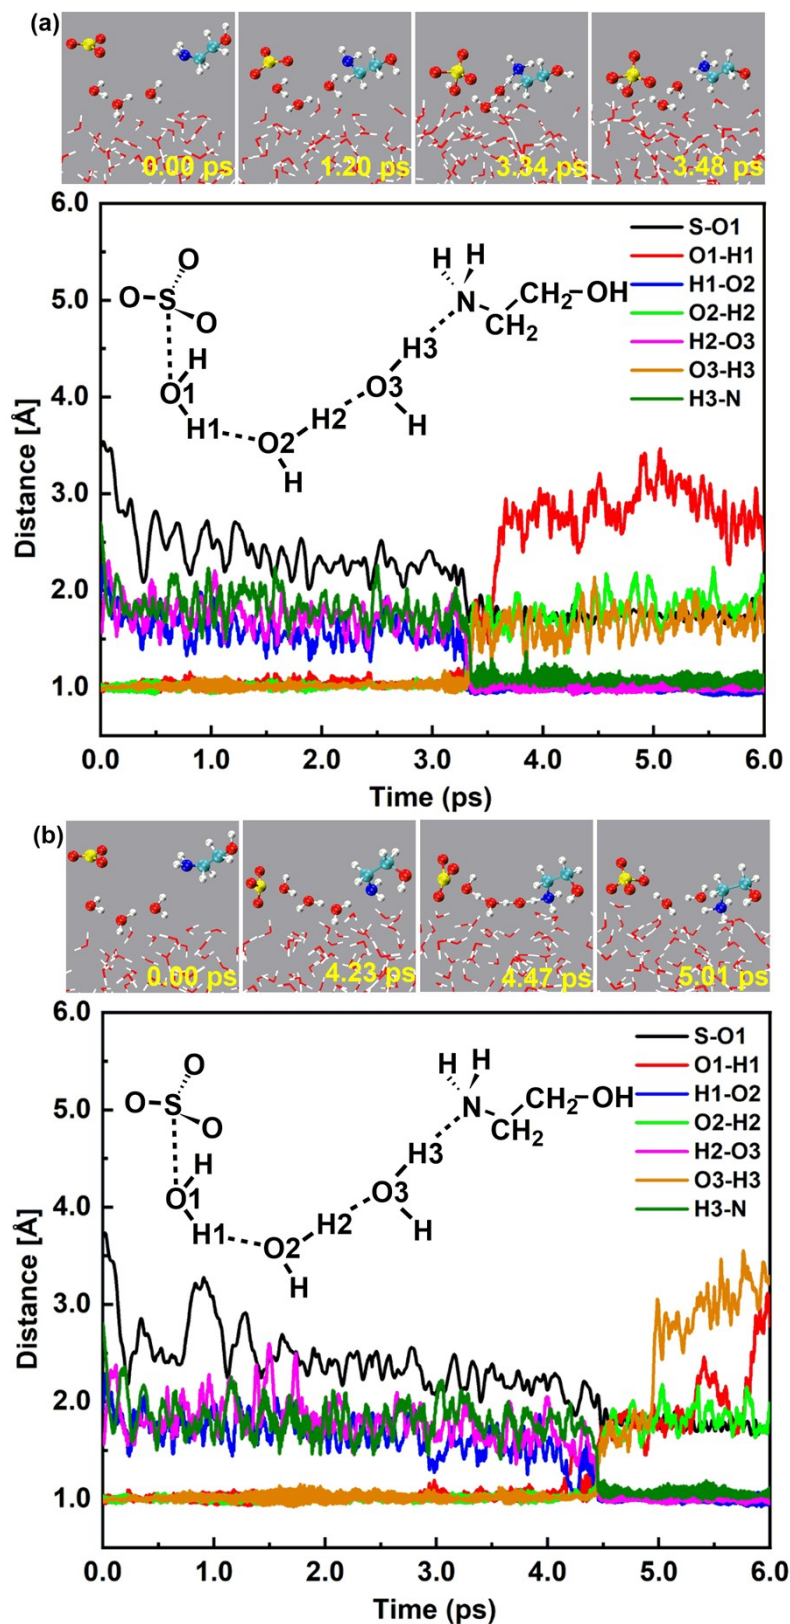 (a)
0.00 ps 1.20 ps 3.34 ps 3.48 ps
6.0
5.0
4.0
3.0
2.0
1.0
Distance [Å]
S-O1
O1-H1
H1-O2
O2-H2
H2-O3
O3-H3
H3-N
O
O S
O
H
O1
H1
O2
H
H2
O3
H
H3
H H
N
CH2
CH2-OH
0.0 1.0 2.0 3.0 4.0 5.0 6.0
Time (ps)
(b)
0.00 ps 4.23 ps 4.47 ps 5.01 ps
6.0
5.0
4.0
3.0
2.0
1.0
Distance [Å]
S-O1
O1-H1
H1-O2
O2-H2
H2-O3
O3-H3
H3-N
O
O S
O
H
O1
H1
O2
H
H2
O3
H
H3
H H
N
CH2
CH2-OH
0.0 1.0 2.0 3.0 4.0 5.0 6.0
Time (ps)